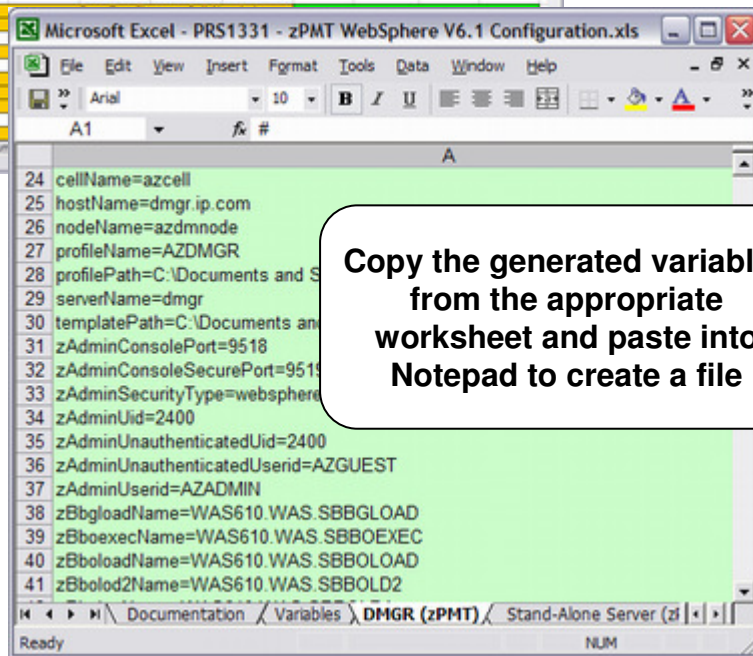 Microsoft Excel - PRS1331 - zPMT WebSphere V6.1 Configuration.xls
File Edit View Insert Format Tools Data Window Help
Arial 10 B I U A
A1 fx #
A
24 cellName=azcell
25 hostName=dmgr.ip.com
26 nodeName=azdmnode
27 profileName=AZDMGR
28 profilePath=C:\Documents and S
29 serverName=dmgr
30 templatePath=C:\Documents an
31 zAdminConsolePort=9518
32 zAdminConsoleSecurePort=9519
33 zAdminSecurityType=websphere
34 zAdminUid=2400
35 zAdminUnauthenticatedUid=2400
36 zAdminUnauthenticatedUserid=AZGUEST
37 zAdminUserid=AZADMIN
38 zBbgloadName=WAS610.WAS.SBBGLOAD
39 zBboexecName=WAS610.WAS.SBBOEXEC
40 zBboloadName=WAS610.WAS.SBBOLOAD
41 zBbolod2Name=WAS610.WAS.SBBOLD2
Copy the generated variabl
from the appropriate
worksheet and paste into
Notepad to create a file
Documentation Variables DMGR (zPMT) Stand-Alone Server (zF
Ready NUM